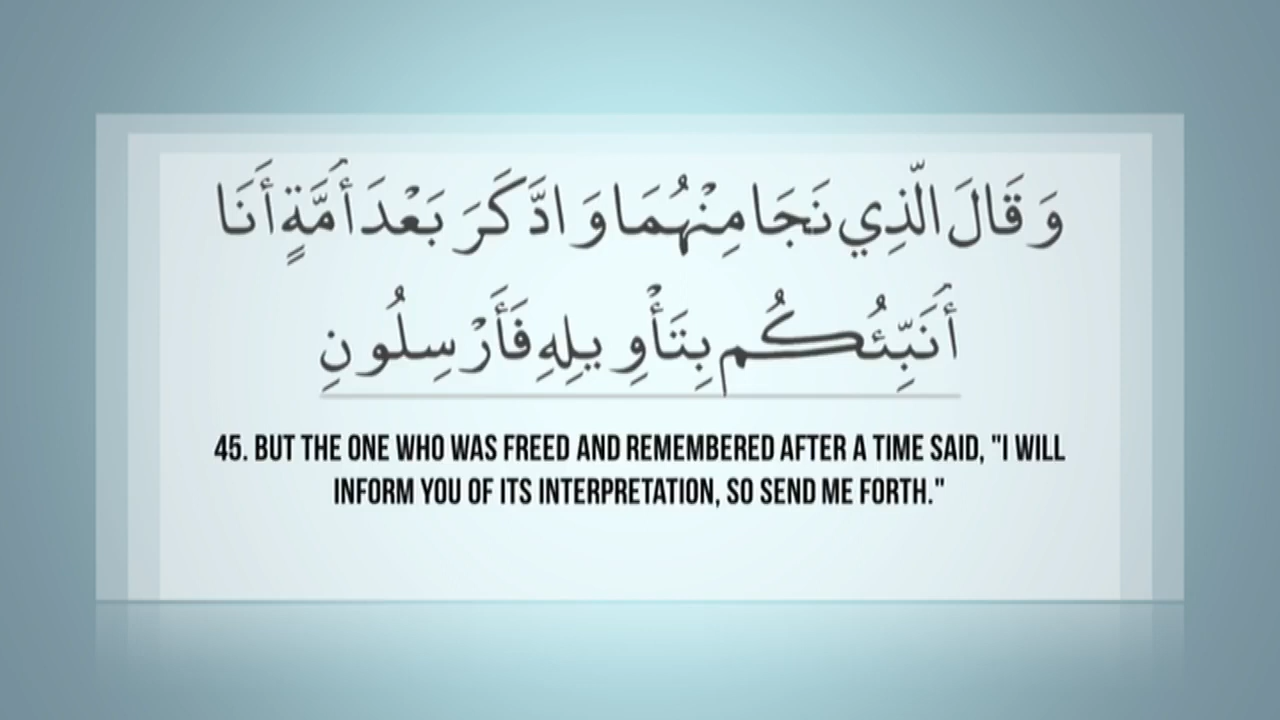 وَقَالَ الَّذِي نَجَا مِنْهُمَا وَادَّكَرَ بَعْدَ أُمَّةٍ أَنَا
أُنَبِّئُكُم بِتَأْوِيلِهِ فَأَرْسِلُونِ
45. BUT THE ONE WHO WAS FREED AND REMEMBERED AFTER A TIME SAID, "I WILL
INFORM YOU OF ITS INTERPRETATION, SO SEND ME FORTH."